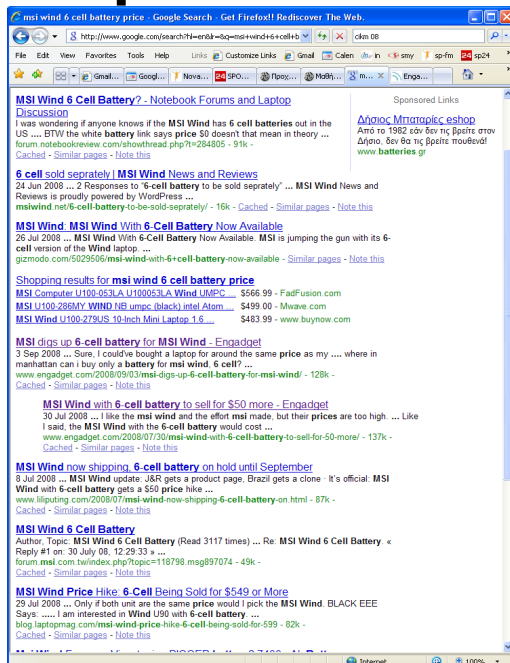 msi wind 6 cell battery price - Google Search - Get Firefox!! Rediscover The Web.
http://www.google.com/search?hl=en&lr=&q=msi+wind+6+cell+b
cikm 08
File Edit View Favorites Tools Help Links Customize Links Gmail Calen in smy sp-fm sp24
Gmail... Googl... Nova... SPO... Προχ... Μαθή... m... Enga...
MSI Wind 6 Cell Battery? - Notebook Forums and Laptop
Discussion
I was wondering if anyone knows if the MSI Wind has 6 cell batteries out in the
US .... BTW the white battery link says price $0 doesn't that mean in theory ...
forum.notebookreview.com/showthread.php?t=284805 - 91k -
Cached - Similar pages - Note this
Sponsored Links
Δήσιος Μπαταρίες eshop
Από το 1982 εάν δεν τις βρείτε στον
Δήσιο, δεν θα τις βρείτε πουθενά!
www.batteries.gr
6 cell sold seprately | MSI Wind News and Reviews
24 Jun 2008 ... 2 Responses to “6-cell battery to be sold seprately” ... MSI Wind News and
Reviews is proudly powered by WordPress ...
msiwind.net/6-cell-battery-to-be-sold-seprately/ - 16k - Cached - Similar pages - Note this
MSI Wind: MSI Wind With 6-Cell Battery Now Available
26 Jul 2008 ... MSI Wind With 6-Cell Battery Now Available. MSI is jumping the gun with its 6-
cell version of the Wind laptop. ...
gizmodo.com/5029506/msi-wind-with-6+cell-battery-now-available - Similar pages - Note this
Shopping results for msi wind 6 cell battery price
MSI Computer U100-053LA U100053LA Wind UMPC ... $566.99 - FadFusion.com
MSI U100-286MY WIND NB umpc (black) intel Atom ... $499.00 - Mwave.com
MSI Wind U100-279US 10-Inch Mini Laptop 1.6 ... $483.99 - www.buynow.com
MSI digs up 6-cell battery for MSI Wind - Engadget
3 Sep 2008 ... Sure, I could've bought a laptop for around the same price as my .... where in
manhattan can i buy only a battery for msi wind, 6 cell? ...
www.engadget.com/2008/09/03/msi-digs-up-6-cell-battery-for-msi-wind/ - 128k -
Cached - Similar pages - Note this
MSI Wind with 6-cell battery to sell for $50 more - Engadget
30 Jul 2008 ... I like the msi wind and the effort msi made, but their prices are too high. ... Like
I said, the MSI Wind with the 6-cell battery would cost ...
www.engadget.com/2008/07/30/msi-wind-with-6-cell-battery-to-sell-for-50-more/ - 137k -
Cached - Similar pages - Note this
MSI Wind now shipping, 6-cell battery on hold until September
8 Jul 2008 ... MSI Wind update: J&R gets a product page, Brazil gets a clone · It's official: MSI
Wind with 6-cell battery gets a $50 price hike ...
www.liliputing.com/2008/07/msi-wind-now-shipping-6-cell-battery-on.html - 87k -
Cached - Similar pages - Note this
MSI Wind 6 Cell Battery
Author, Topic: MSI Wind 6 Cell Battery (Read 3117 times) ... Re: MSI Wind 6 Cell Battery. «
Reply #1 on: 30 July 08, 12:29:33 » ...
forum.msi.com.tw/index.php?topic=118798.msg897074 - 49k -
Cached - Similar pages - Note this
MSI Wind Price Hike: 6-Cell Being Sold for $549 or More
29 Jul 2008 ... Only if both unit are the same price would I pick the MSI Wind. BLACK EEE
Says: ..... I am interested in Wind U90 with 6-cell battery. ...
blog.laptopmag.com/msi-wind-price-hike-6-cell-being-sold-for-599 - 82k -
Cached - Similar pages - Note this
Internet 100%